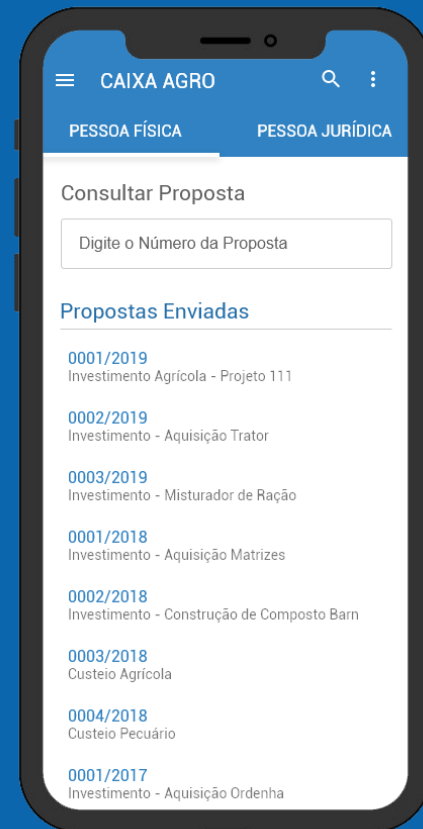 CAIXA AGRO
PESSOA FÍSICA
PESSOA JURÍDICA
Consultar Proposta
Digite o Número da Proposta
Propostas Enviadas
0001/2019
Investimento Agrícola - Projeto 111
0002/2019
Investimento - Aquisição Trator
0003/2019
Investimento - Misturador de Ração
0001/2018
Investimento - Aquisição Matrizes
0002/2018
Investimento - Construção de Composto Barn
0003/2018
Custeio Agrícola
0004/2018
Custeio Pecuário
0001/2017
Investimento - Aquisição Ordenha